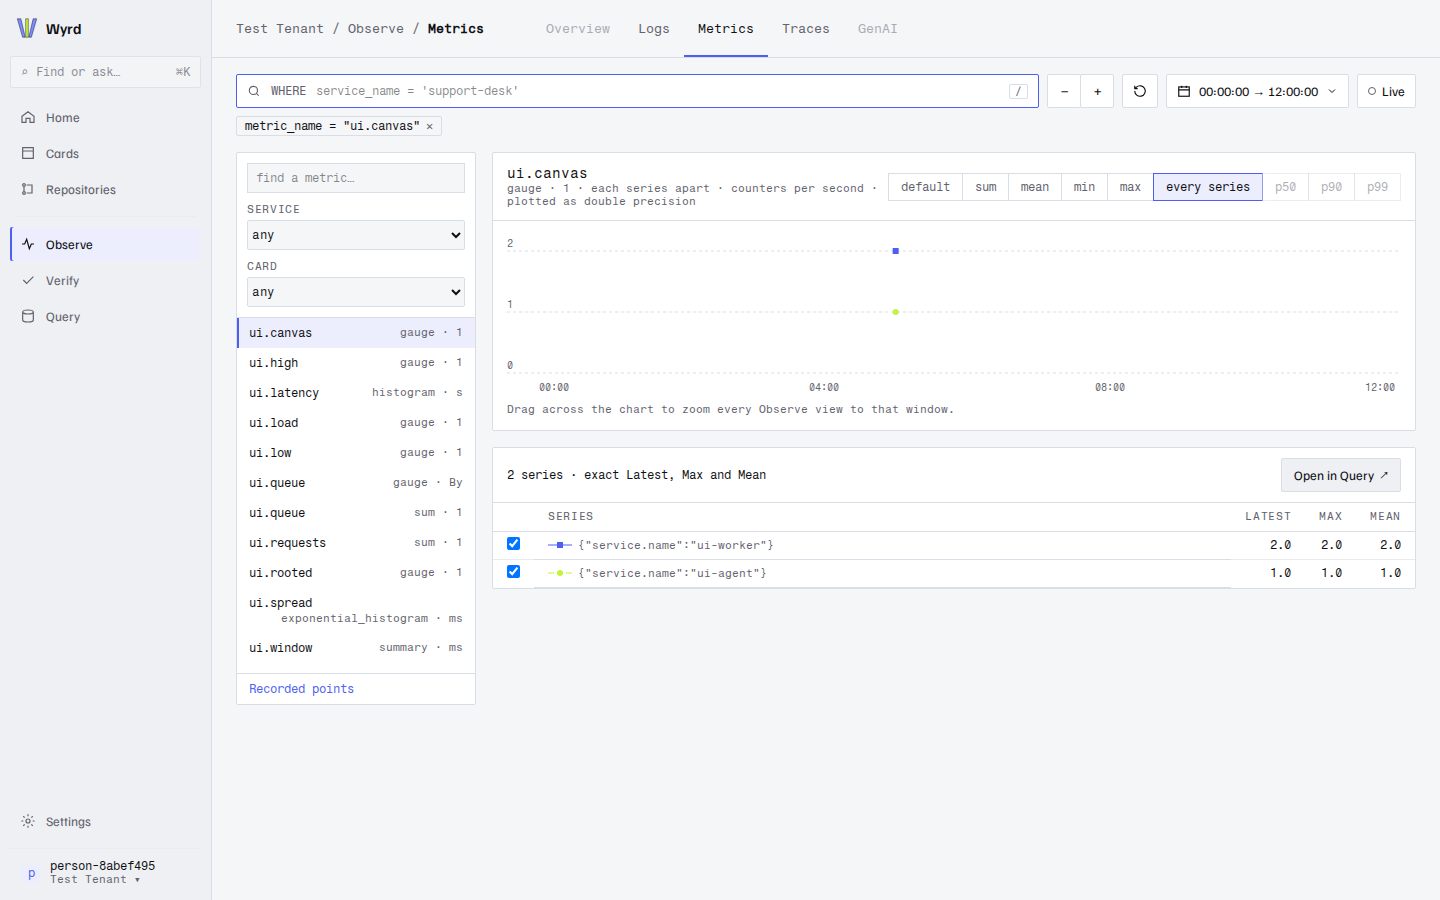 Wyrd
Find or ask… ⌘K
Home
Cards
Repositories
Observe
Verify
Query
Settings
p
person-8abef495
Test Tenant ▾
Test Tenant / Observe / Metrics
Overview Logs Metrics Traces GenAI
WHERE service_name = 'support-desk' /
− +
00:00:00 → 12:00:00
Live
metric_name = "ui.canvas" ×
find a metric…
SERVICE
any
CARD
any
ui.canvas gauge · 1
ui.high gauge · 1
ui.latency histogram · s
ui.load gauge · 1
ui.low gauge · 1
ui.queue gauge · By
ui.queue sum · 1
ui.requests sum · 1
ui.rooted gauge · 1
ui.spread
exponential_histogram · ms
ui.window summary · ms
Recorded points
ui.canvas
gauge · 1 · each series apart · counters per second ·
plotted as double precision
default sum mean min max every series p50 p90 p99
2
1
0
00:00 04:00 08:00 12:00
Drag across the chart to zoom every Observe view to that window.
2 series · exact Latest, Max and Mean
Open in Query ↗
SERIES LATEST MAX MEAN
{"service.name":"ui-worker"} 2.0 2.0 2.0
{"service.name":"ui-agent"} 1.0 1.0 1.0